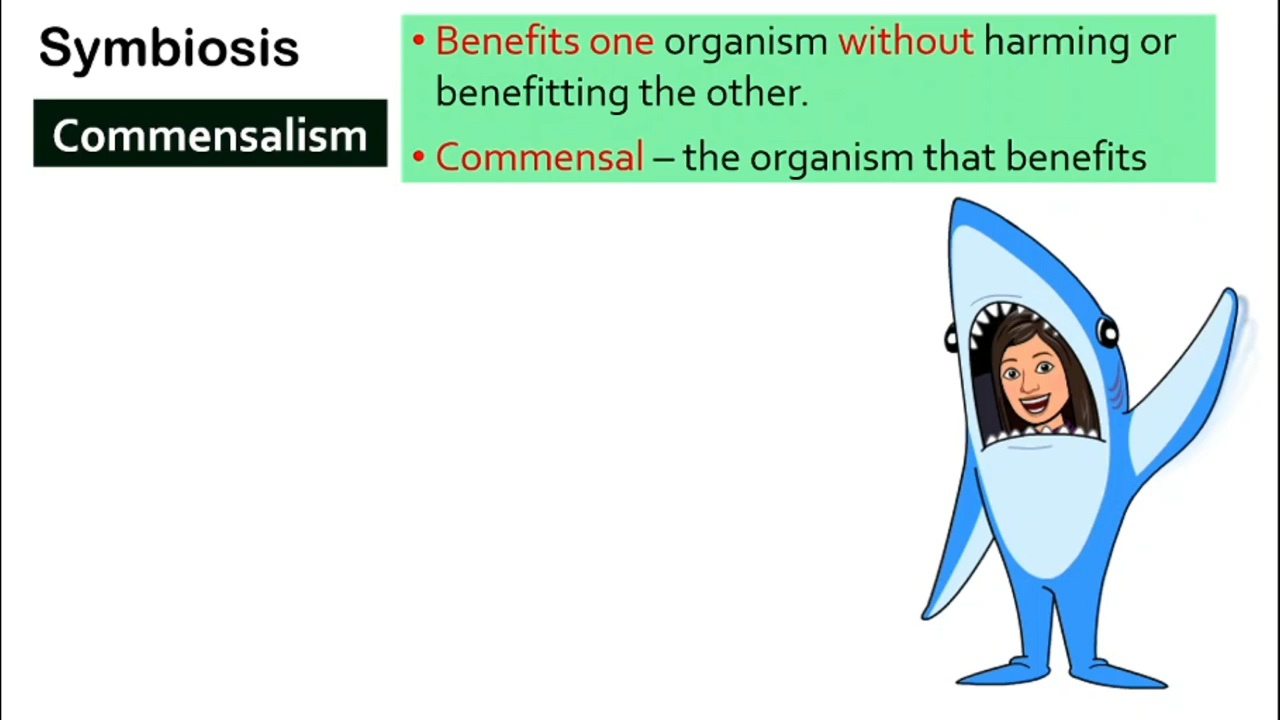 Symbiosis
Commensalism
• Benefits one organism without harming or
benefitting the other.
• Commensal – the organism that benefits